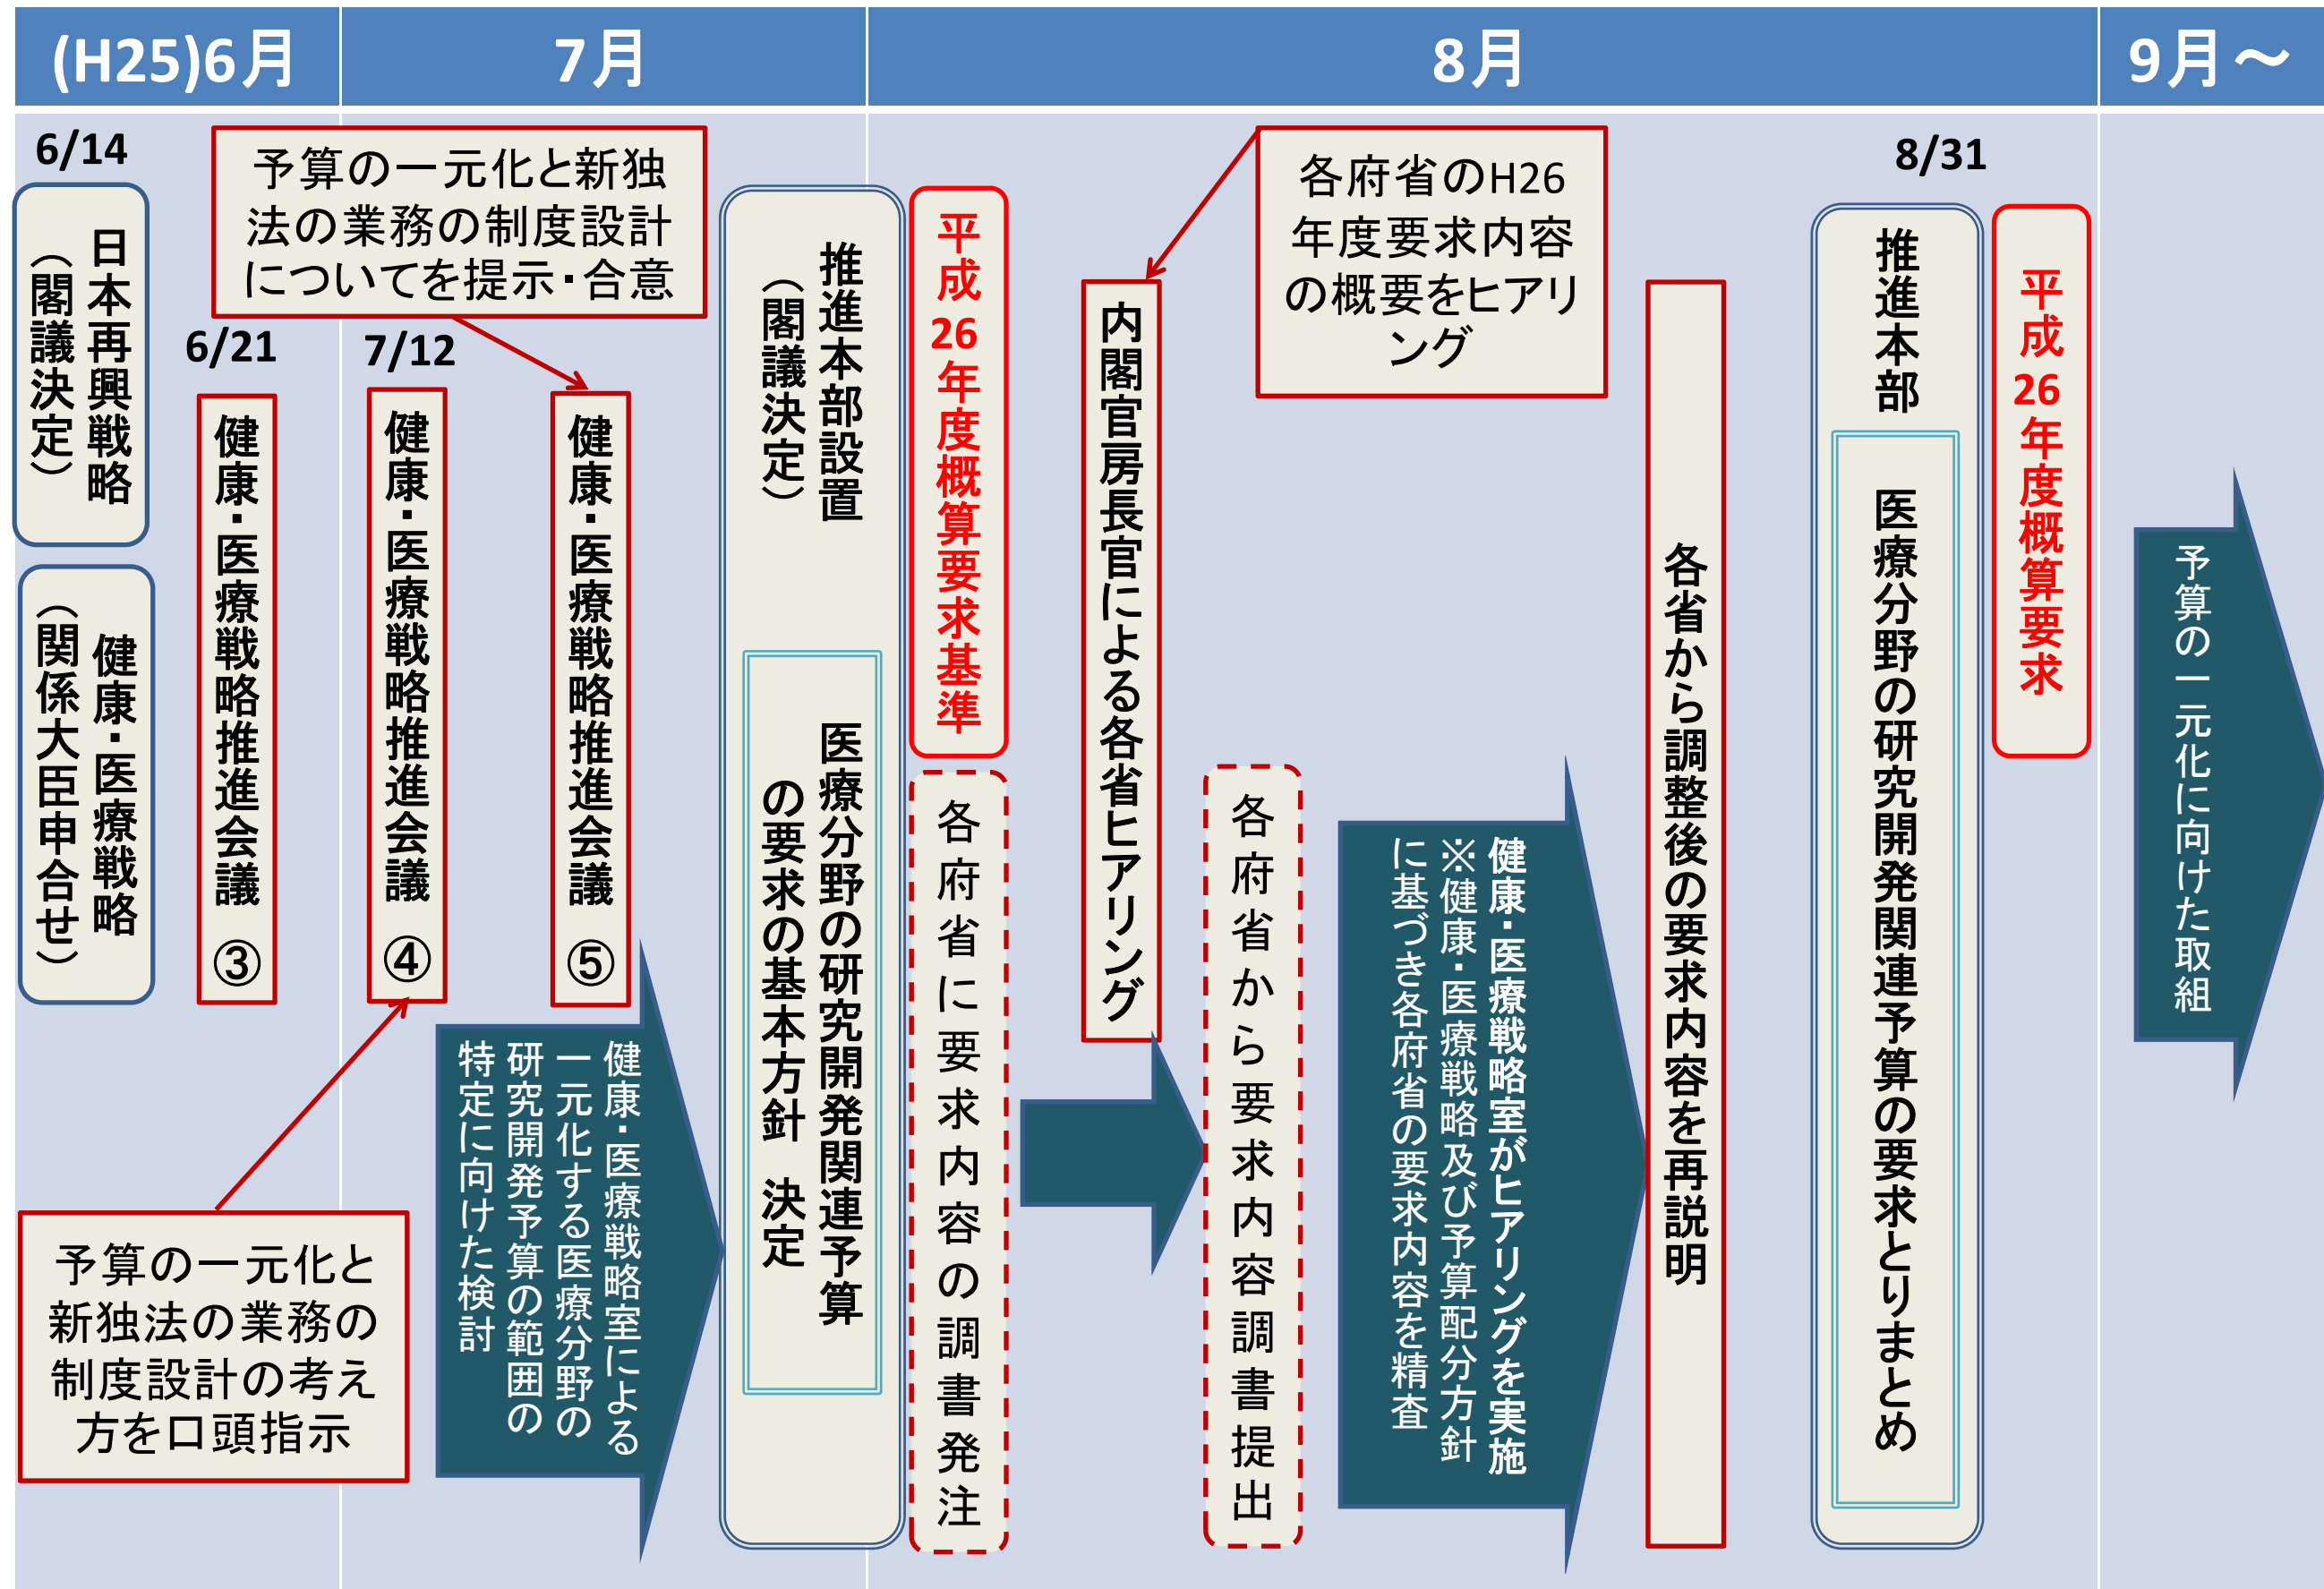 (H25)6月
7月
8月
9月～
6/14
日本再興戦略
（閣議決定）
健康・医療戦略
（関係大臣申合せ）
6/21
健康・医療戦略推進会議 ③
予算の一元化と新独
法の業務の制度設計
についてを提示・合意
7/12
健康・医療戦略推進会議 ④
健康・医療戦略推進会議 ⑤
予算の一元化と
新独法の業務の
制度設計の考え
方を口頭指示
健康・医療戦略室による
一元化する医療分野の
研究開発予算の範囲の
特定に向けた検討
推進本部設置
（閣議決定）
医療分野の研究開発関連予算
の要求の基本方針 決定
平成26年度概算要求基準
各府省に要求内容の調書発注
内閣官房長官による各省ヒアリング
各府省のH26
年度要求内容
の概要をヒアリ
ング
各府省から要求内容調書提出
健康・医療戦略室がヒアリングを実施
※健康・医療戦略及び予算配分方針
に基づき各府省の要求内容を精査
各省から調整後の要求内容を再説明
8/31
推進本部
医療分野の研究開発関連予算の要求とりまとめ
平成26年度概算要求
予算の一元化に向けた取組